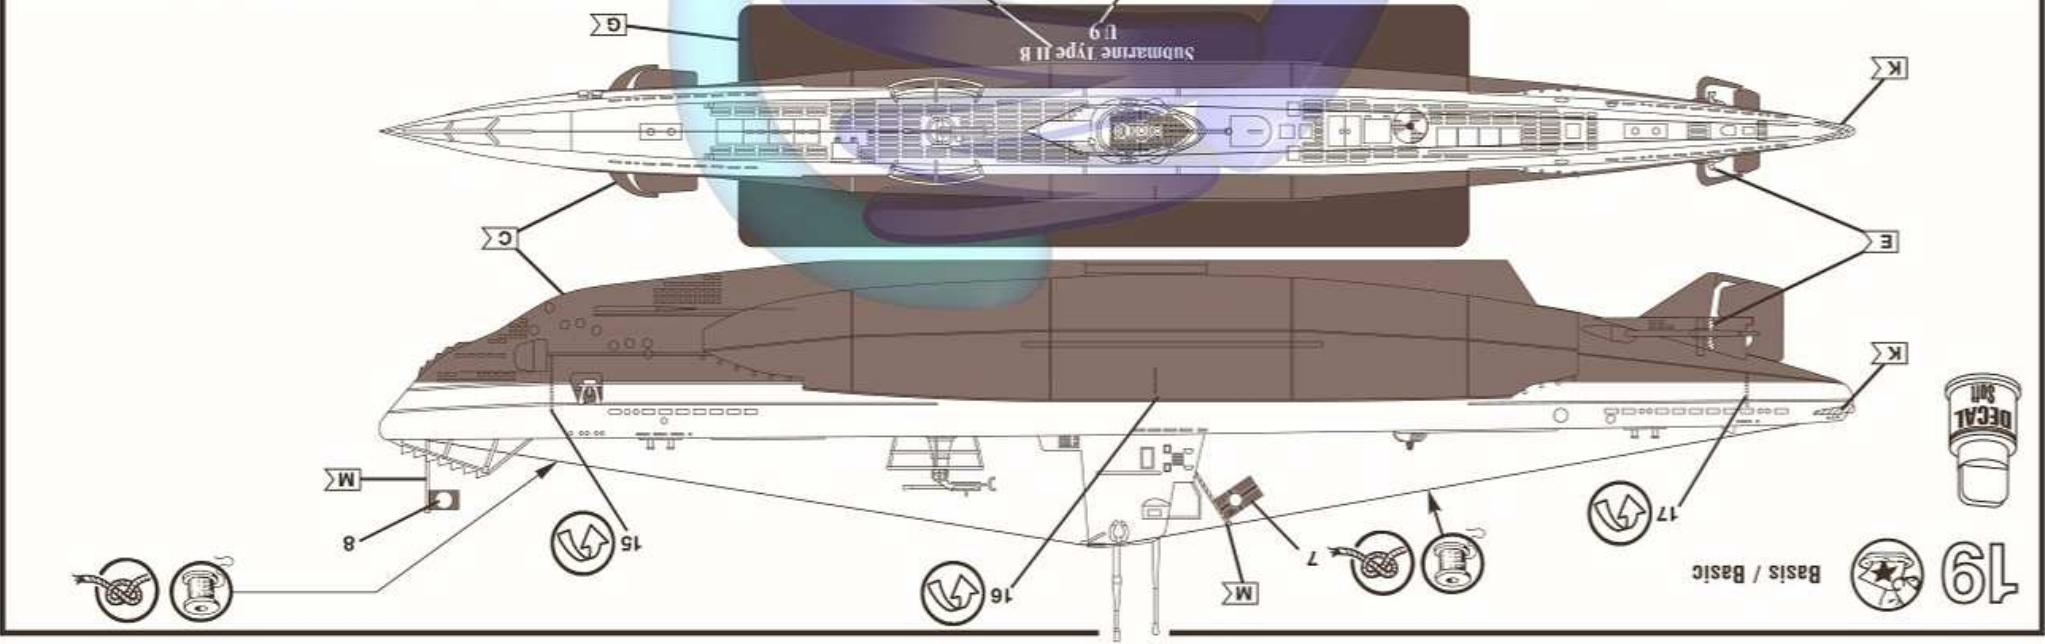 19
Basis / Basic
M
16
7
15
8
17
M
DECAL
Soft
K
E
C
K
Submarine Type II B
U 9
G